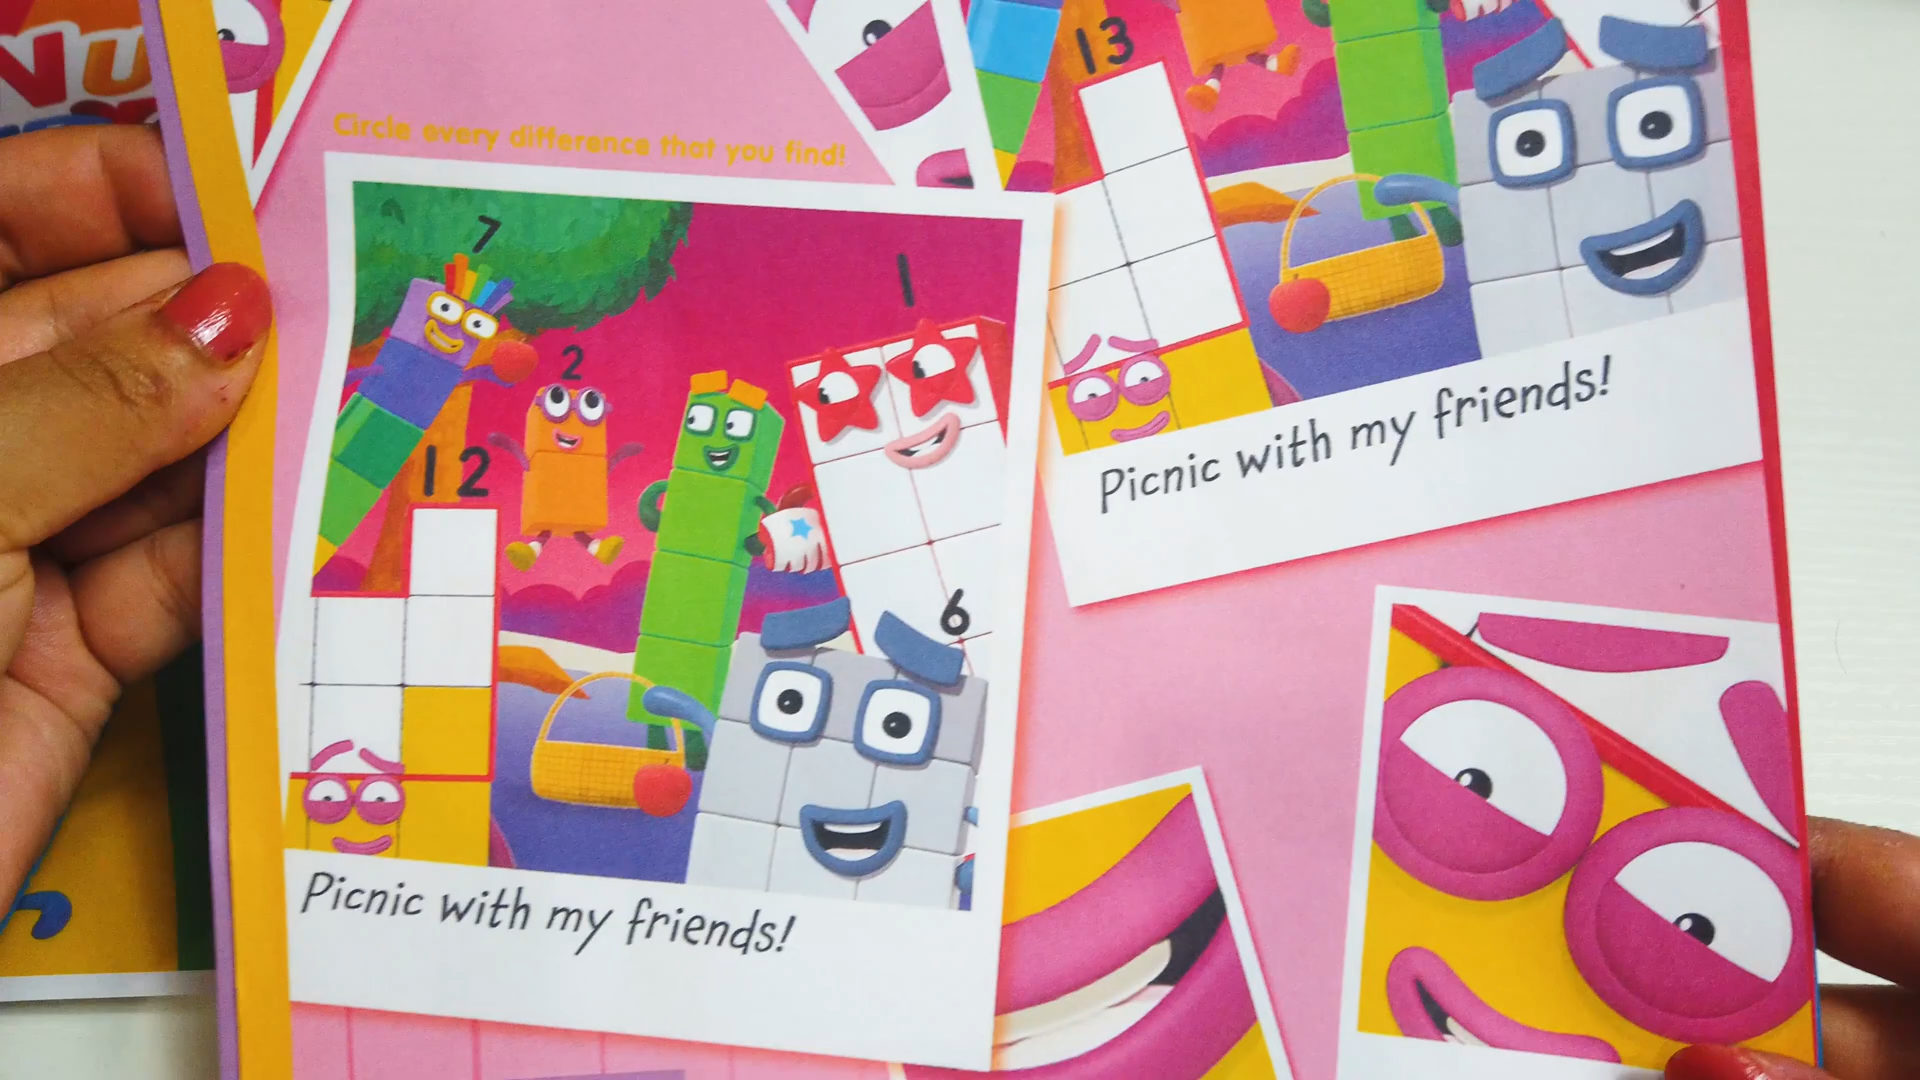 NU
Circle every difference that you find!
7
1
2
12
6
Picnic with my friends!
13
Picnic with my friends!